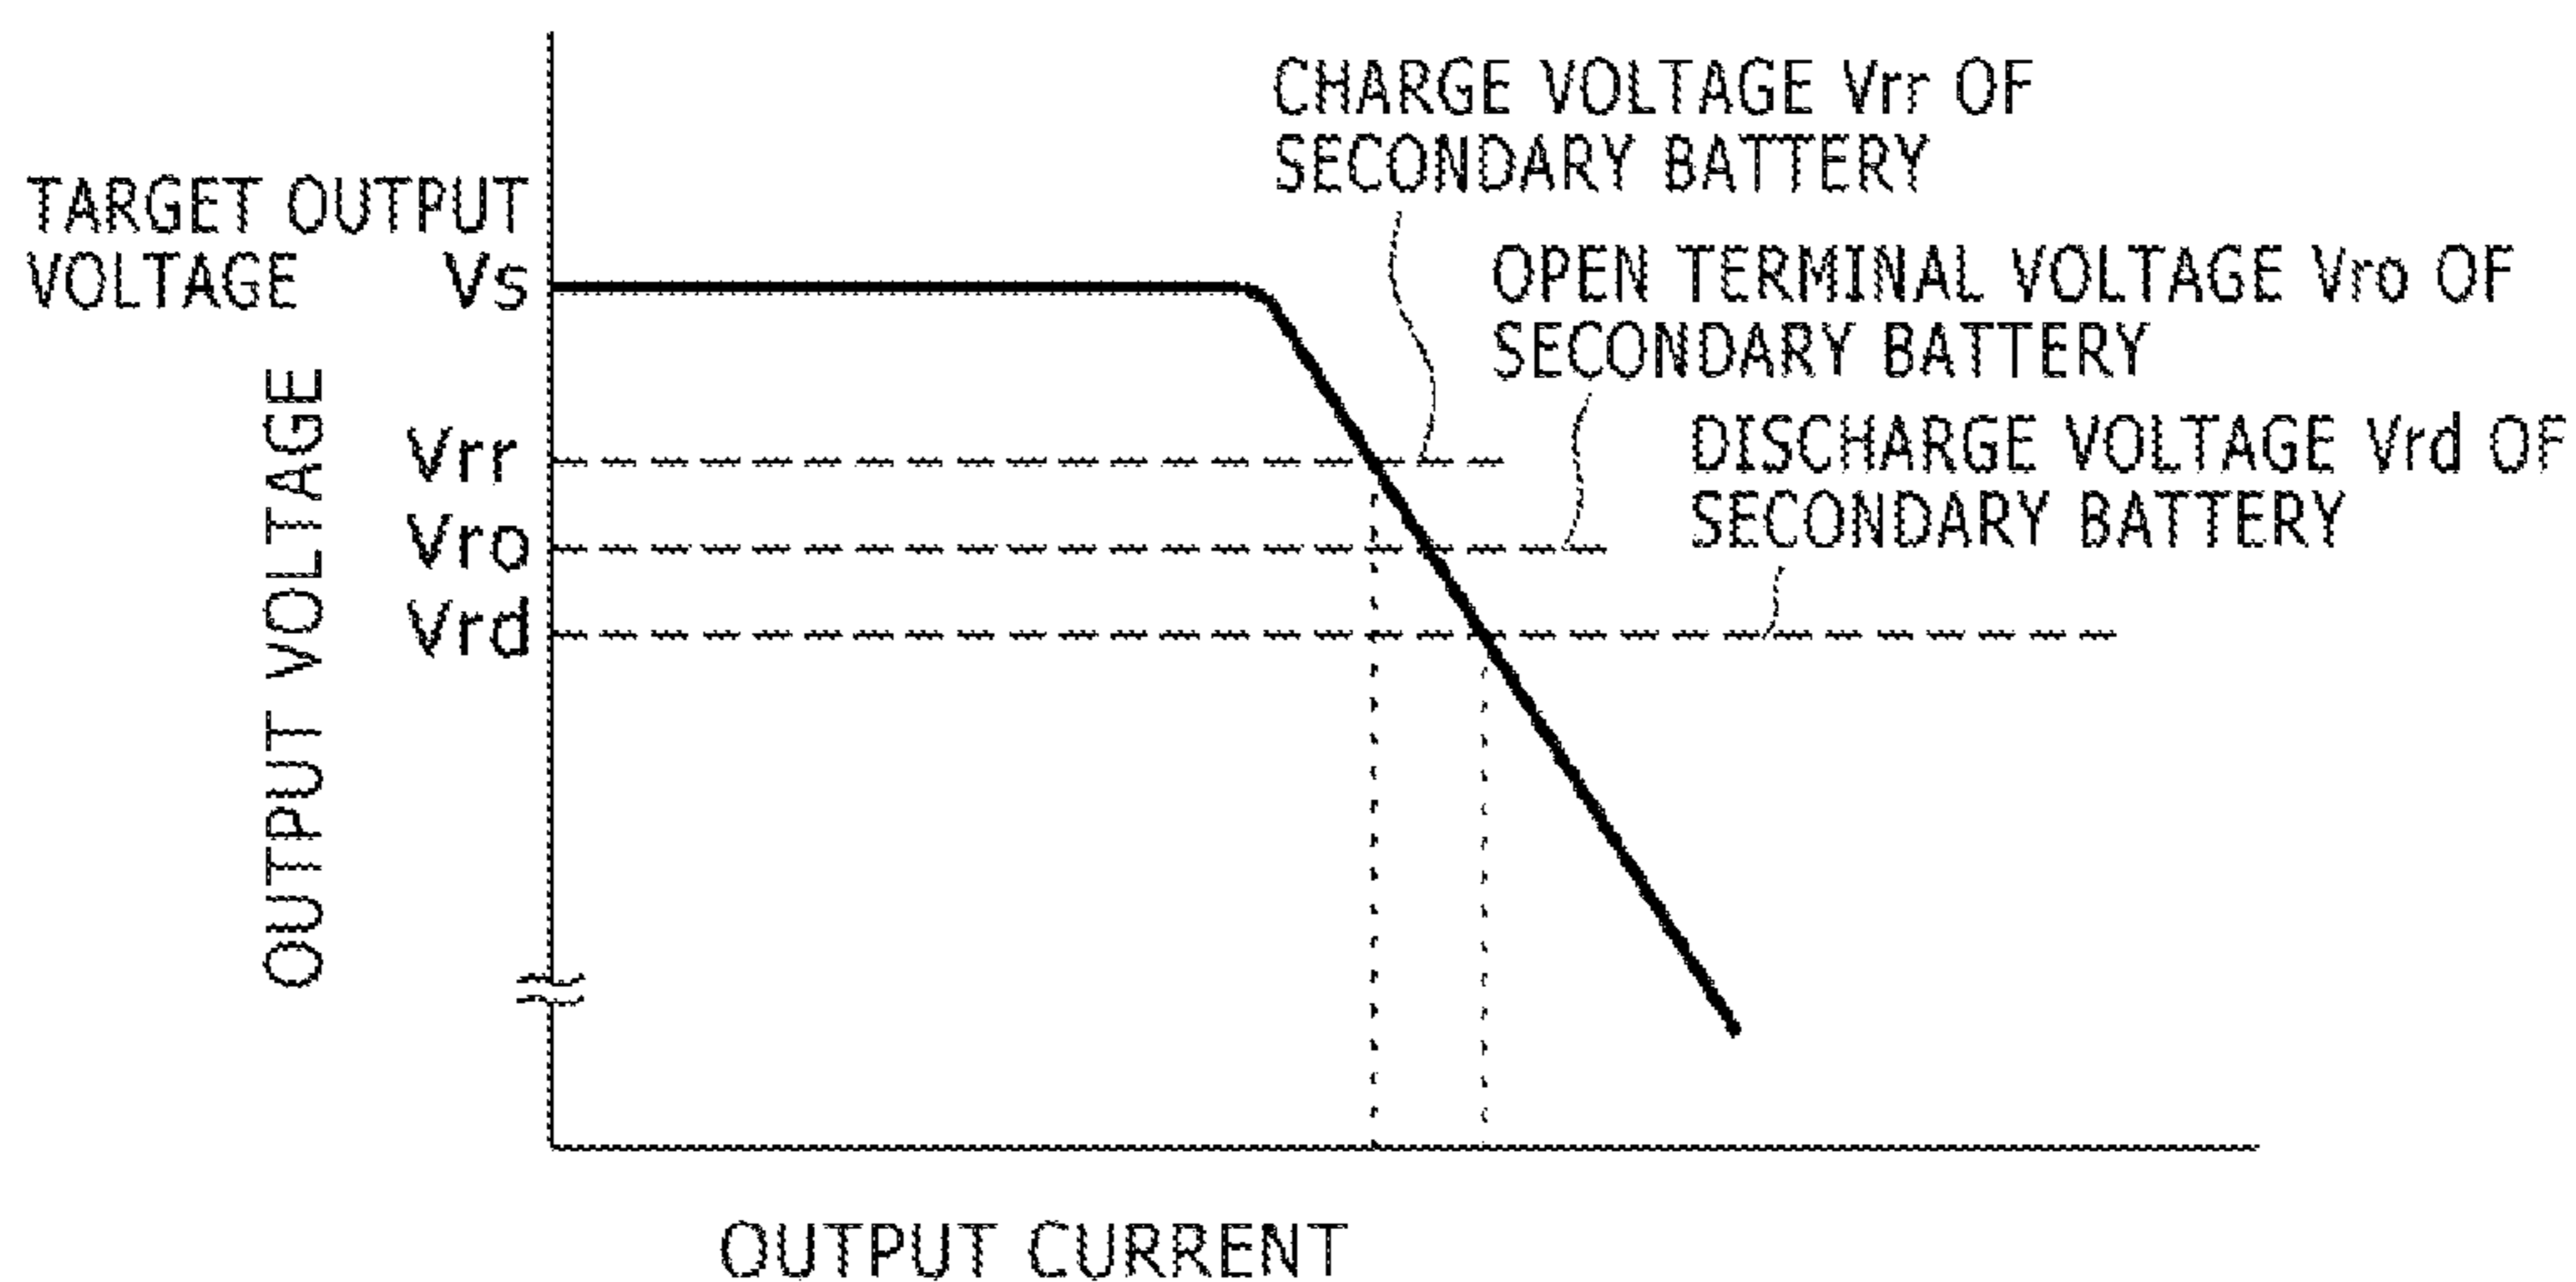 CHARGE VOLTAGE Vrr OF
SECONDARY BATTERY
TARGET OUTPUT
VOLTAGE Vs
OPEN TERMINAL VOLTAGE Vro OF
SECONDARY BATTERY
DISCHARGE VOLTAGE Vrd OF
SECONDARY BATTERY
OUTPUT VOLTAGE
Vrr
Vro
Vrd
OUTPUT CURRENT